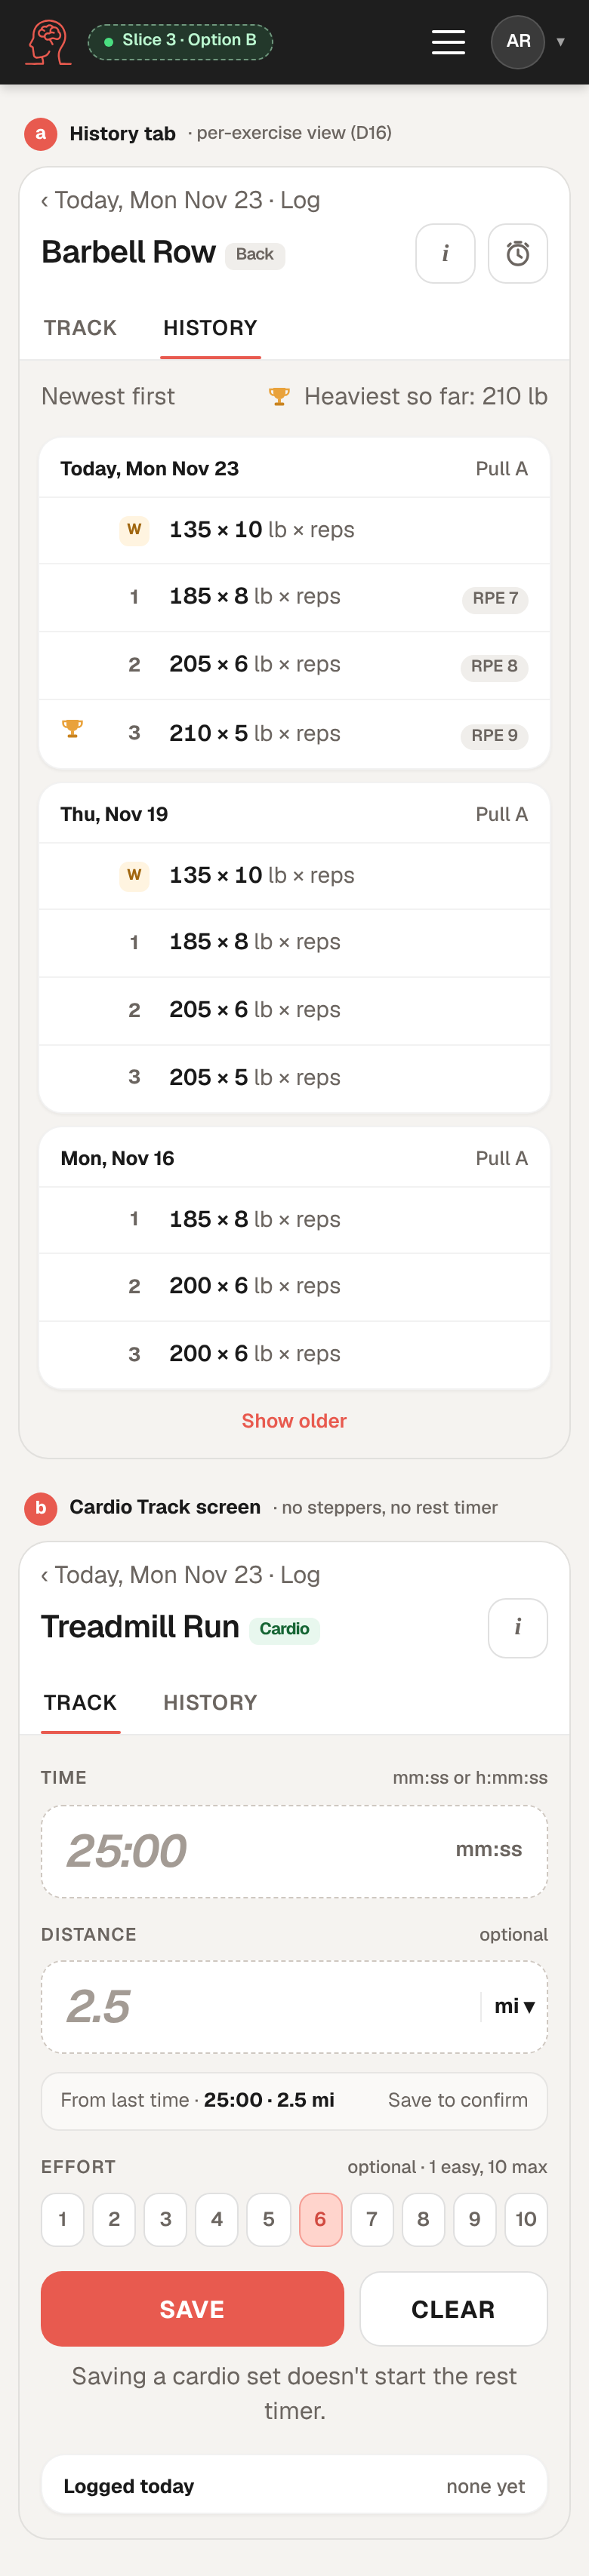 Slice 3 · Option B
AR ▾
a History tab · per-exercise view (D16)
‹ Today, Mon Nov 23 · Log
Barbell Row Back i
TRACK HISTORY
Newest first Heaviest so far: 210 lb
Today, Mon Nov 23 Pull A
W 135 × 10 lb × reps
1 185 × 8 lb × reps RPE 7
2 205 × 6 lb × reps RPE 8
3 210 × 5 lb × reps RPE 9
Thu, Nov 19 Pull A
W 135 × 10 lb × reps
1 185 × 8 lb × reps
2 205 × 6 lb × reps
3 205 × 5 lb × reps
Mon, Nov 16 Pull A
1 185 × 8 lb × reps
2 200 × 6 lb × reps
3 200 × 6 lb × reps
Show older
b Cardio Track screen · no steppers, no rest timer
‹ Today, Mon Nov 23 · Log
Treadmill Run Cardio i
TRACK HISTORY
TIME mm:ss or h:mm:ss
25:00 mm:ss
DISTANCE optional
2.5 mi ▾
From last time · 25:00 · 2.5 mi Save to confirm
EFFORT optional · 1 easy, 10 max
1 2 3 4 5 6 7 8 9 10
SAVE CLEAR
Saving a cardio set doesn't start the rest
timer.
Logged today none yet